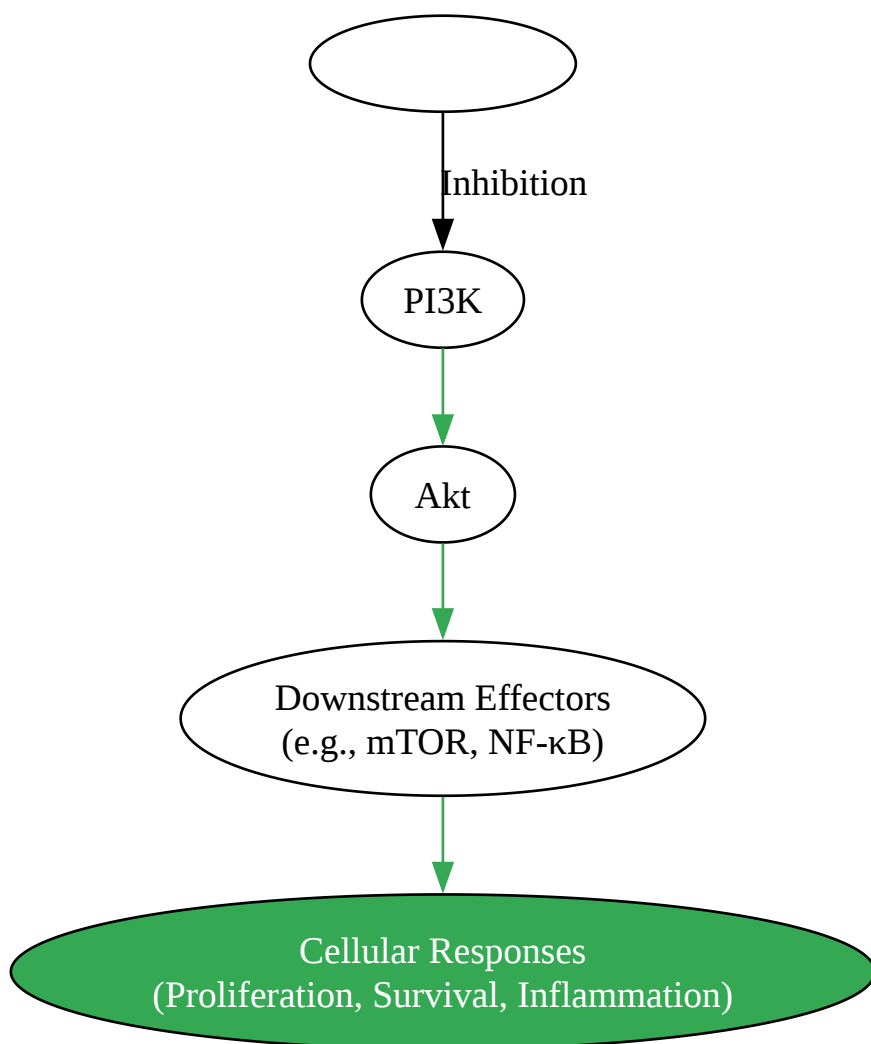 Inhibition
PI3K
Akt
Downstream Effectors
(e.g., mTOR, NF-κB)
Cellular Responses
(Proliferation, Survival, Inflammation)